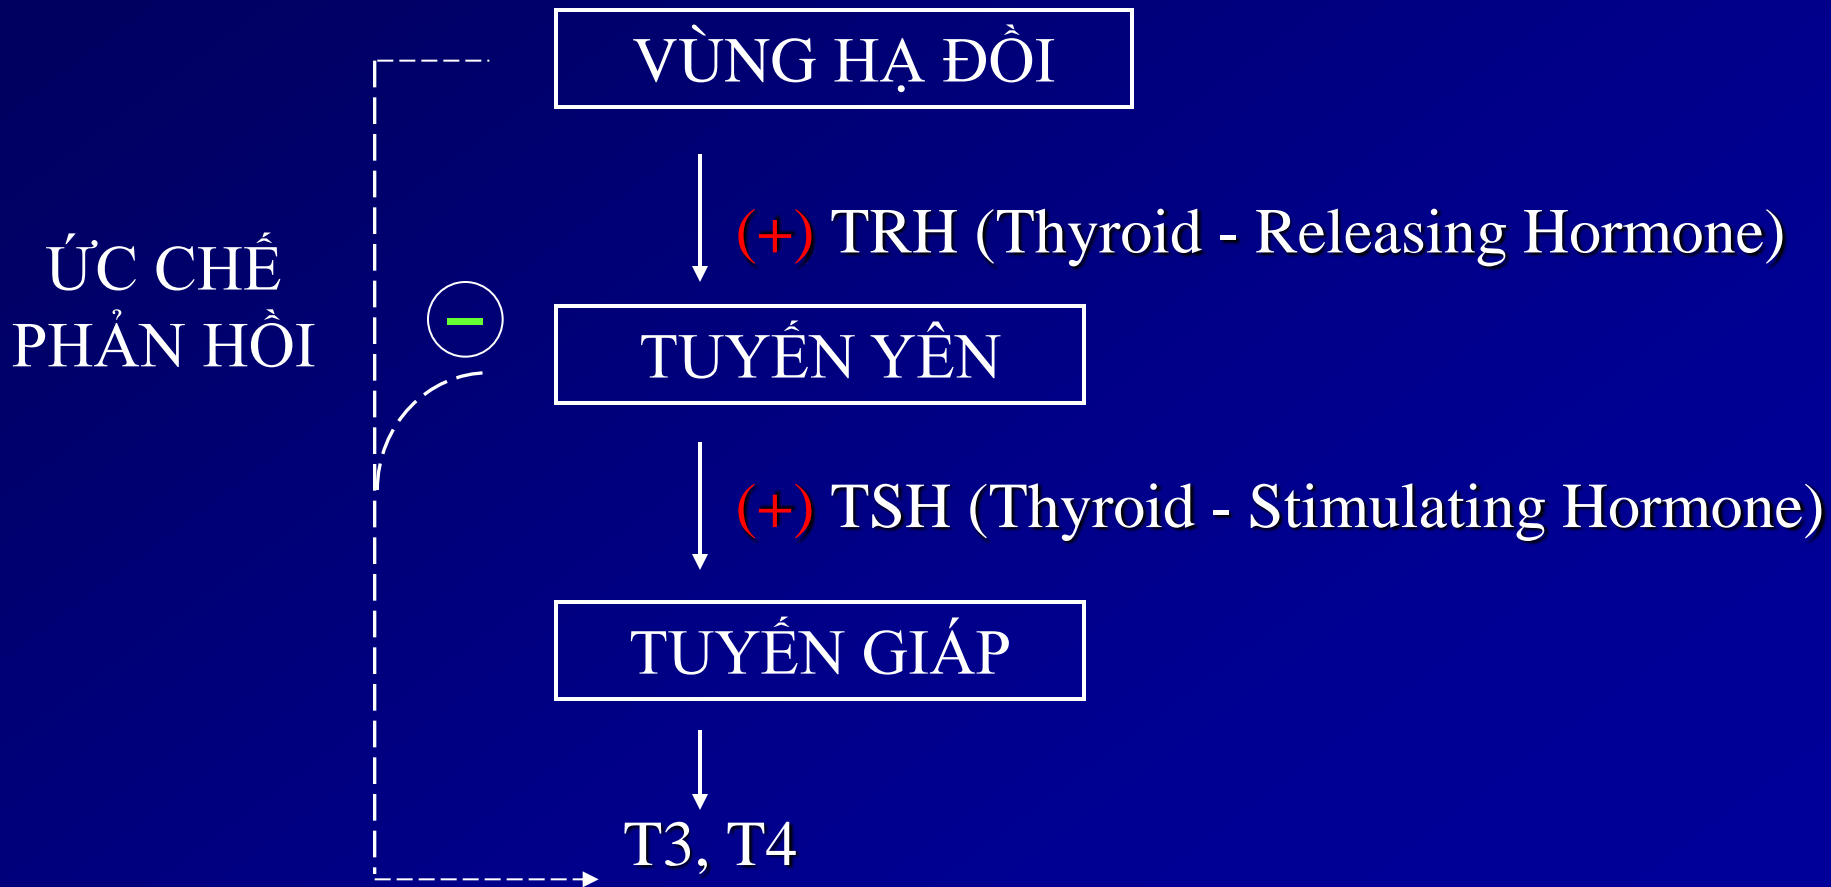 VÙNG HẠ ĐỒI
(+) TRH (Thyroid - Releasing Hormone)
ỨC CHẾ
PHẢN HỒI
–
TUYẾN YÊN
(+) TSH (Thyroid - Stimulating Hormone)
TUYẾN GIÁP
T3, T4